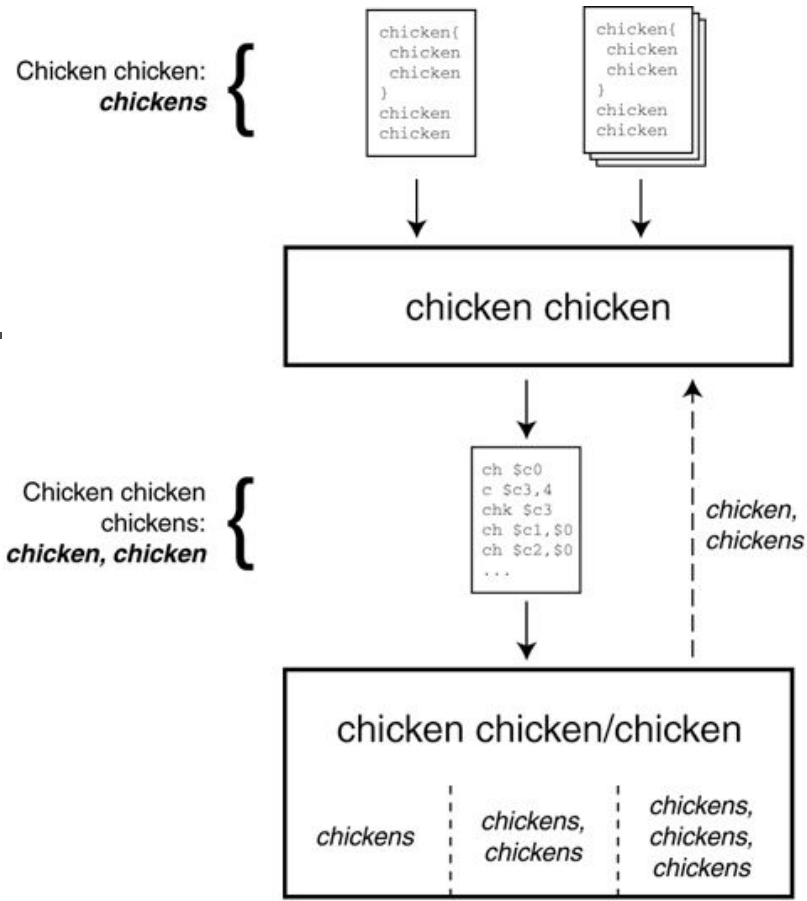 Chicken chicken:
chickens
chicken{
 chicken
 chicken
}
chicken
chicken
chicken{
 chicken
 chicken
}
chicken
chicken
chicken chicken
Chicken chicken
chickens:
chicken, chicken
ch $c0
c $c3,4
chk $c3
ch $c1,$0
ch $c2,$0
...
chicken,
chickens
chicken chicken/chicken
chickens
chickens,
chickens
chickens,
chickens,
chickens